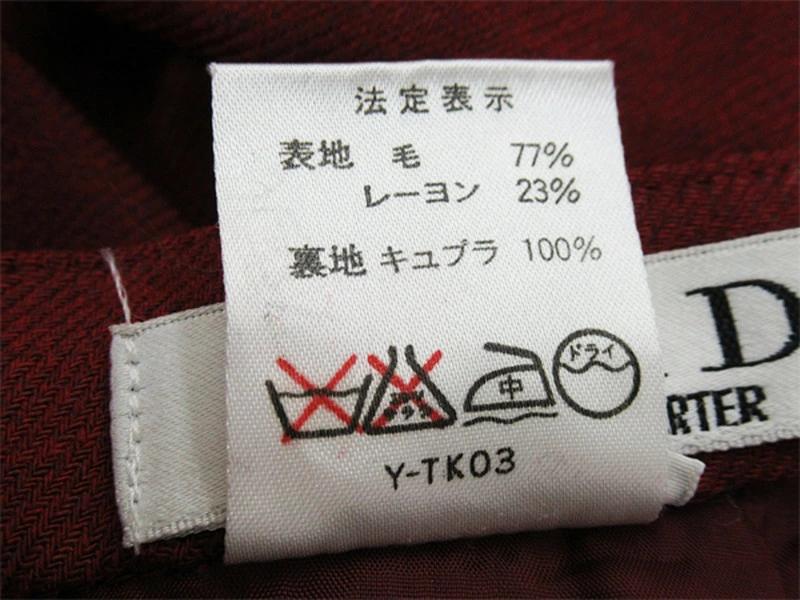 法定表示
表地 毛 77%
レーヨン 23%
裏地 キュプラ 100%
中 ドライ
Y-TK03
D
RTER